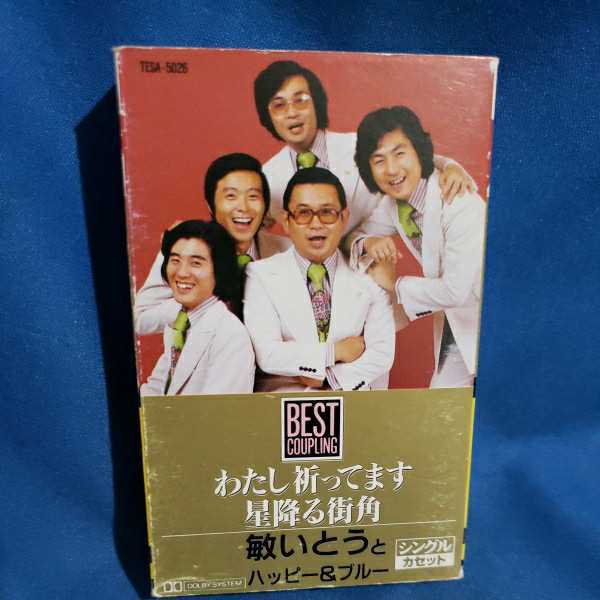 TESA-5026
BEST
COUPLING
わたし祈ってます
星降る街角
敏いとうと
ハッピー&ブルー
シングル
カセット
DOLBY SYSTEM